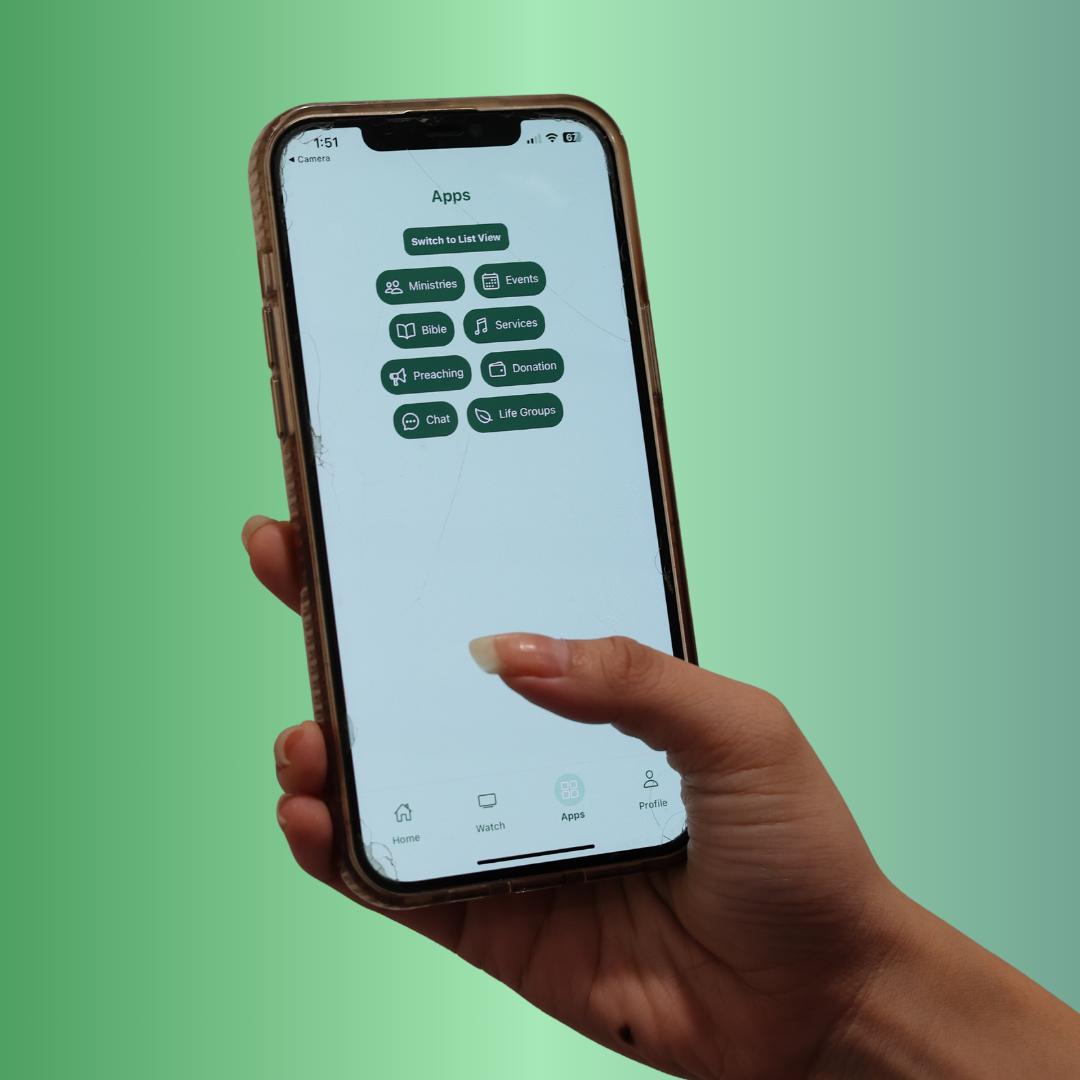 1:51
67
◀ Camera
Apps
Switch to List View
Ministries Events
Bible Services
Preaching Donation
Chat Life Groups
Home Watch Apps Profile